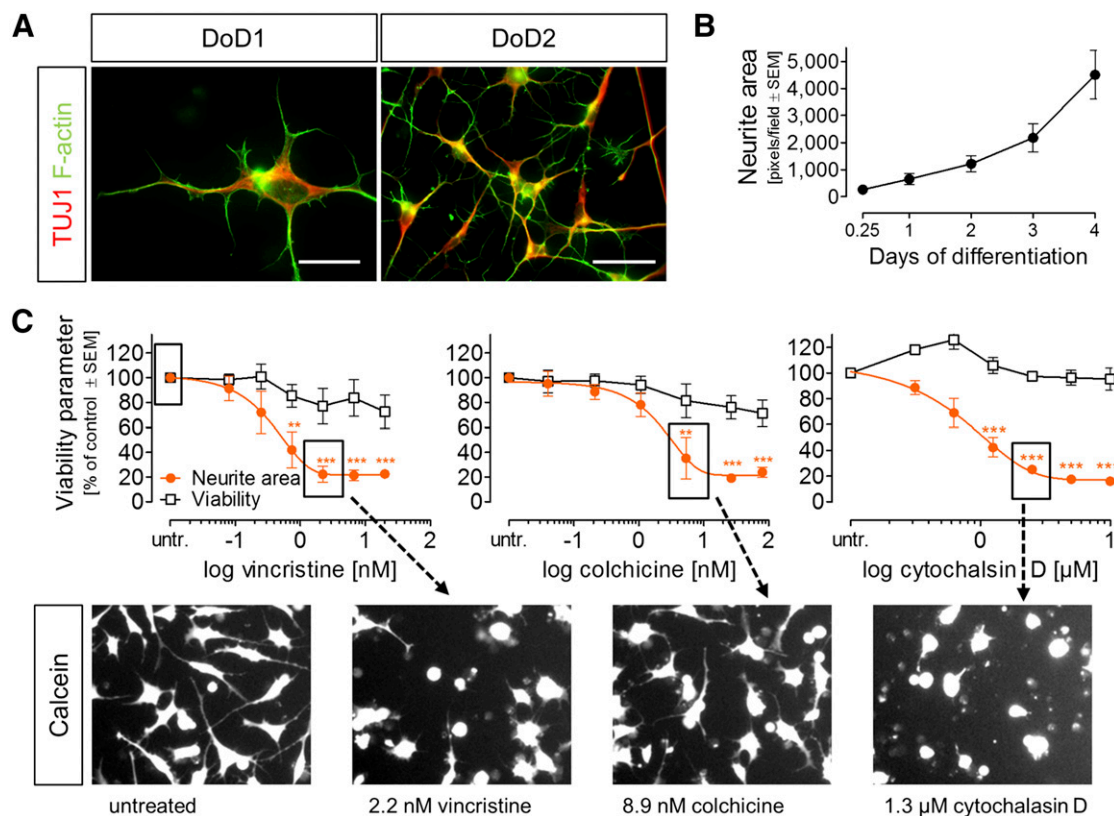 A
DoD1
DoD2
TUJ1 F-actin
B
Neurite area
[pixels/field ± SEM]
5,000
4,000
3,000
2,000
1,000
0
0.25 1 2 3 4
Days of differentiation
C
Viability parameter
[% of control ± SEM]
120
100
80
60
40
20
0
**
***
***
***
Neurite area
Viability
untr. -1 0 1 2
log vincristine [nM]
120
100
80
60
40
20
0
**
***
***
untr. -1 0 1 2
log colchicine [nM]
120
100
80
60
40
20
0
***
***
***
***
untr. 0 1
log cytochalsin D [µM]
Calcein
untreated
2.2 nM vincristine
8.9 nM colchicine
1.3 µM cytochalasin D